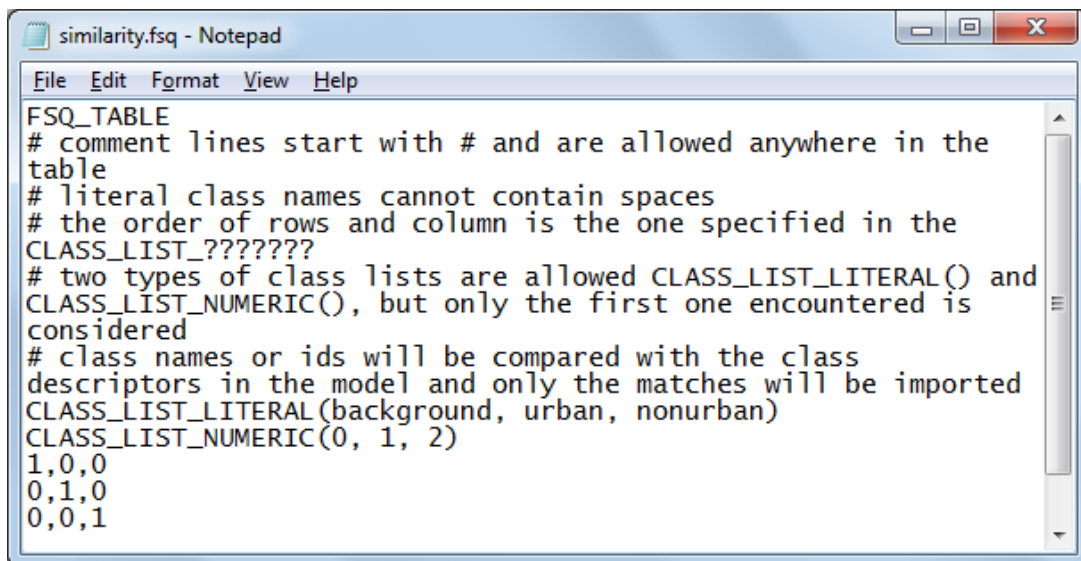 similarity.fsq - Notepad
File Edit Format View Help
FSQ_TABLE
# comment lines start with # and are allowed anywhere in the
table
# literal class names cannot contain spaces
# the order of rows and column is the one specified in the
CLASS_LIST_???????
# two types of class lists are allowed CLASS_LIST_LITERAL() and
CLASS_LIST_NUMERIC(), but only the first one encountered is
considered
# class names or ids will be compared with the class
descriptors in the model and only the matches will be imported
CLASS_LIST_LITERAL(background, urban, nonurban)
CLASS_LIST_NUMERIC(0, 1, 2)
1,0,0
0,1,0
0,0,1